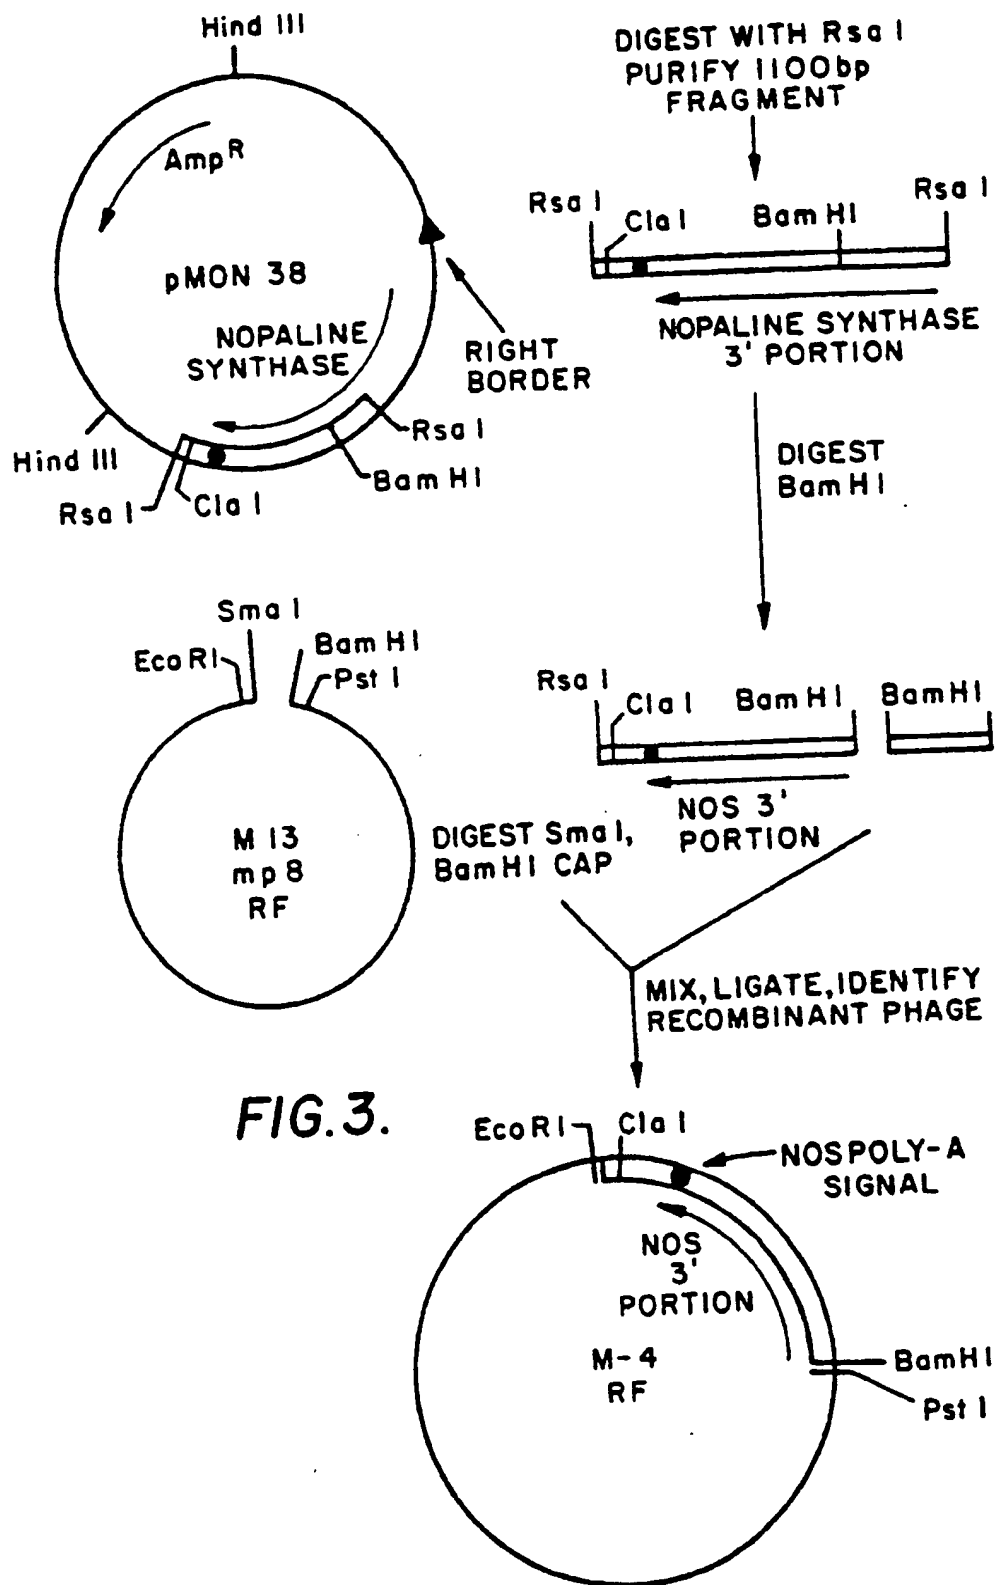 Hind III
Amp R
pMON 38
NOPALINE
SYNTHASE
RIGHT
BORDER
Hind III
Rsa I
Cla I
Bam HI
Rsa I
DIGEST WITH Rsa I
PURIFY 1100bp
FRAGMENT
Rsa I
Cla I
Bam HI
Rsa I
NOPALINE SYNTHASE
3' PORTION
DIGEST
Bam HI
Sma I
Eco RI
Bam HI
Pst I
M 13
mp 8
RF
Rsa I
Cla I
Bam HI
Bam HI
NOS 3'
PORTION
DIGEST Sma I,
Bam HI CAP
MIX, LIGATE, IDENTIFY
RECOMBINANT PHAGE
FIG. 3.
Eco RI
Cla I
NOS POLY-A
SIGNAL
NOS
3'
PORTION
M-4
RF
Bam HI
Pst I